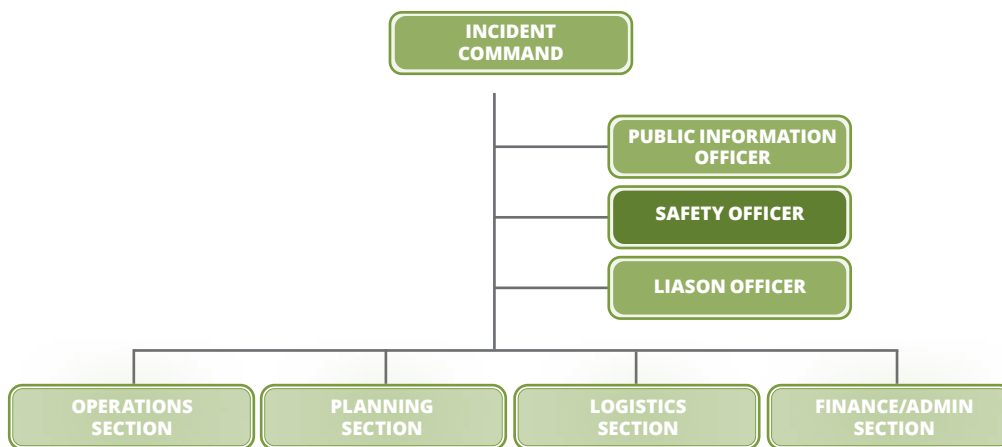 INCIDENT
COMMAND
PUBLIC INFORMATION
OFFICER
SAFETY OFFICER
LIASON OFFICER
OPERATIONS
SECTION
PLANNING
SECTION
LOGISTICS
SECTION
FINANCE/ADMIN
SECTION